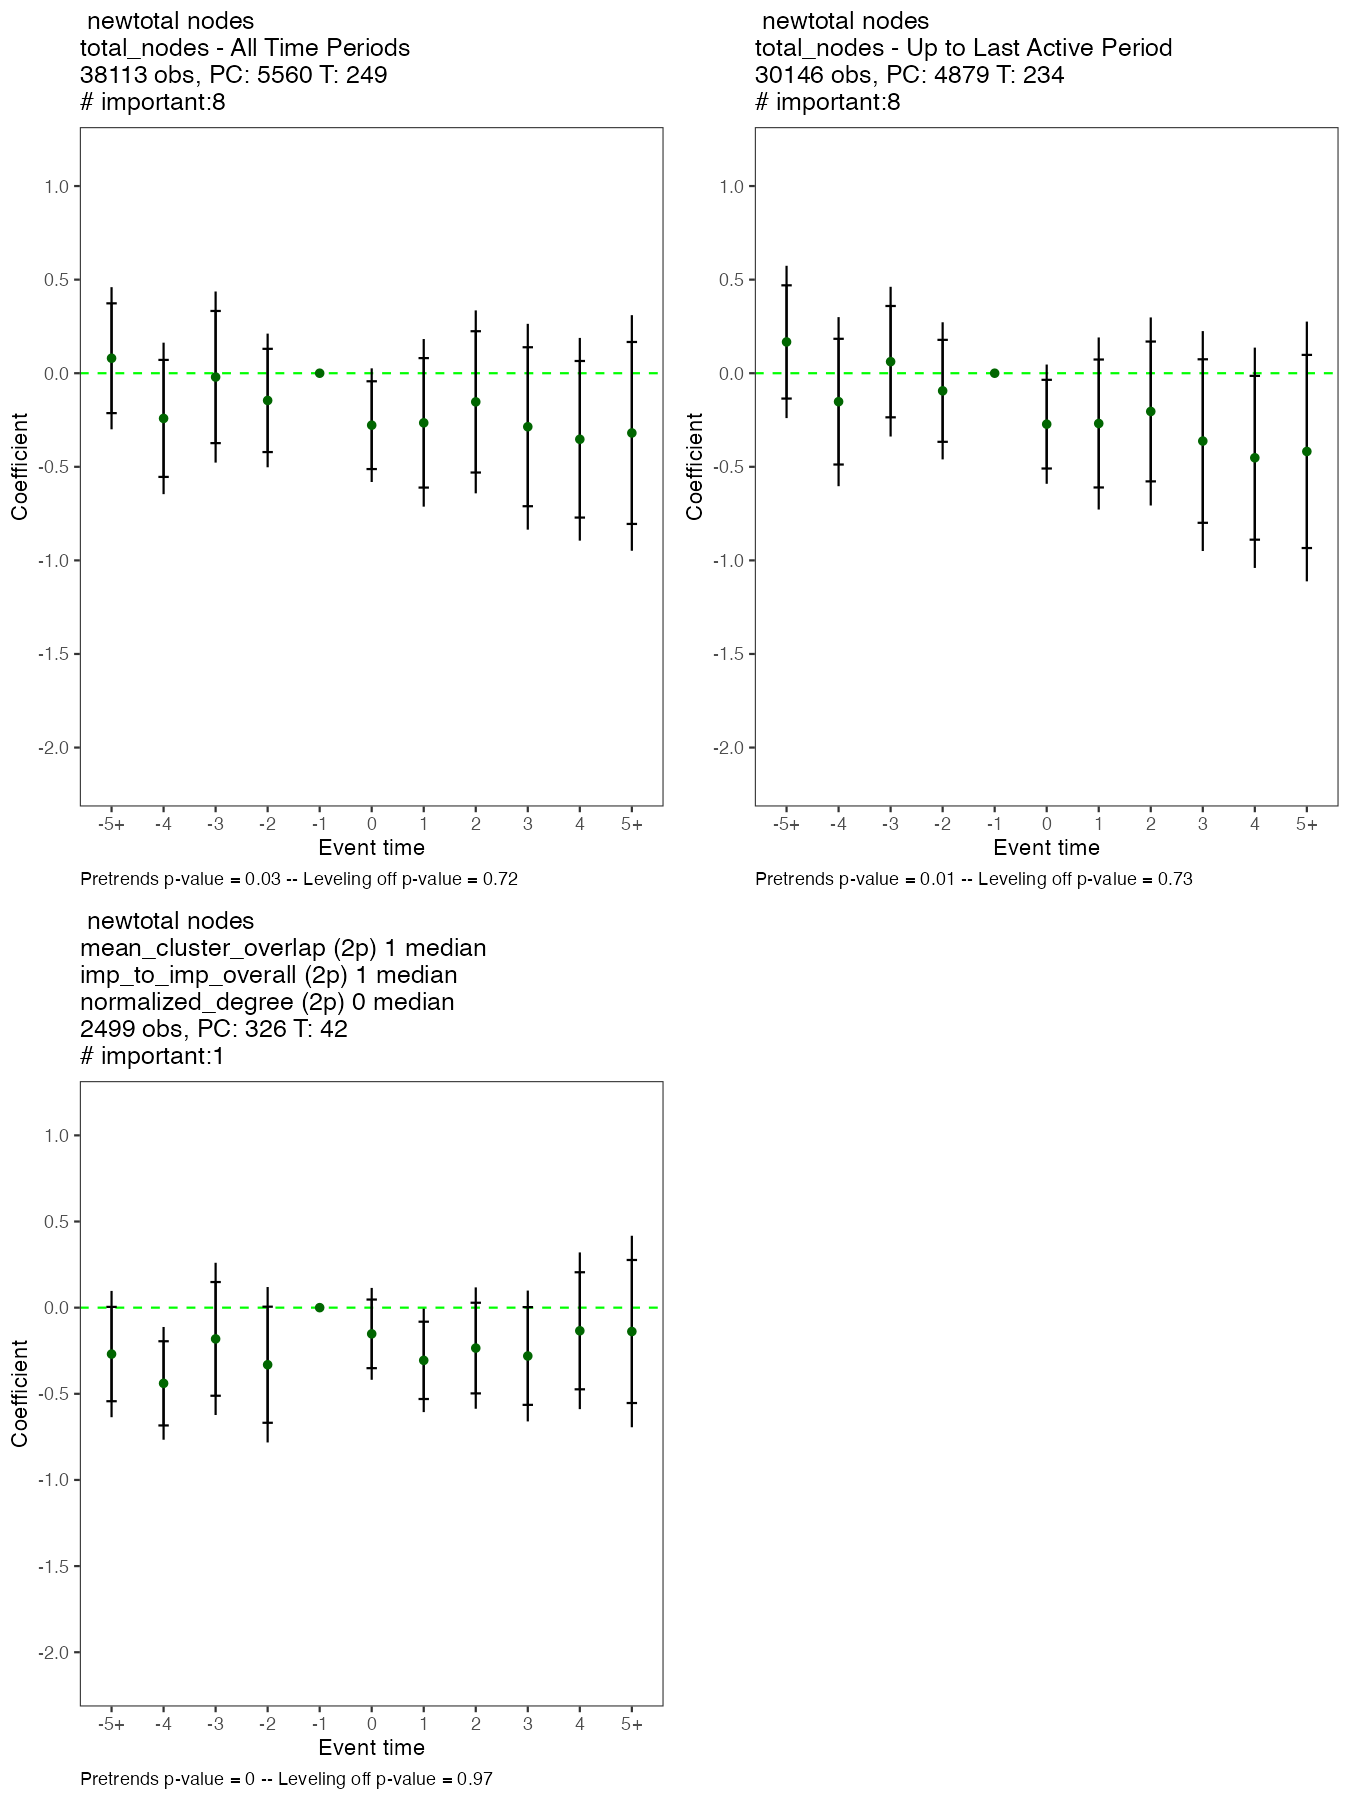 newtotal nodes
total_nodes - All Time Periods
38113 obs, PC: 5560 T: 249
# important:8
1.0
0.5
0.0
-0.5
-1.0
-1.5
-2.0
Coefficient
-5+ -4 -3 -2 -1 0 1 2 3 4 5+
Event time
Pretrends p-value = 0.03 -- Leveling off p-value = 0.72
newtotal nodes
total_nodes - Up to Last Active Period
30146 obs, PC: 4879 T: 234
# important:8
1.0
0.5
0.0
-0.5
-1.0
-1.5
-2.0
Coefficient
-5+ -4 -3 -2 -1 0 1 2 3 4 5+
Event time
Pretrends p-value = 0.01 -- Leveling off p-value = 0.73
newtotal nodes
mean_cluster_overlap (2p) 1 median
imp_to_imp_overall (2p) 1 median
normalized_degree (2p) 0 median
2499 obs, PC: 326 T: 42
# important:1
1.0
0.5
0.0
-0.5
-1.0
-1.5
-2.0
Coefficient
-5+ -4 -3 -2 -1 0 1 2 3 4 5+
Event time
Pretrends p-value = 0 -- Leveling off p-value = 0.97